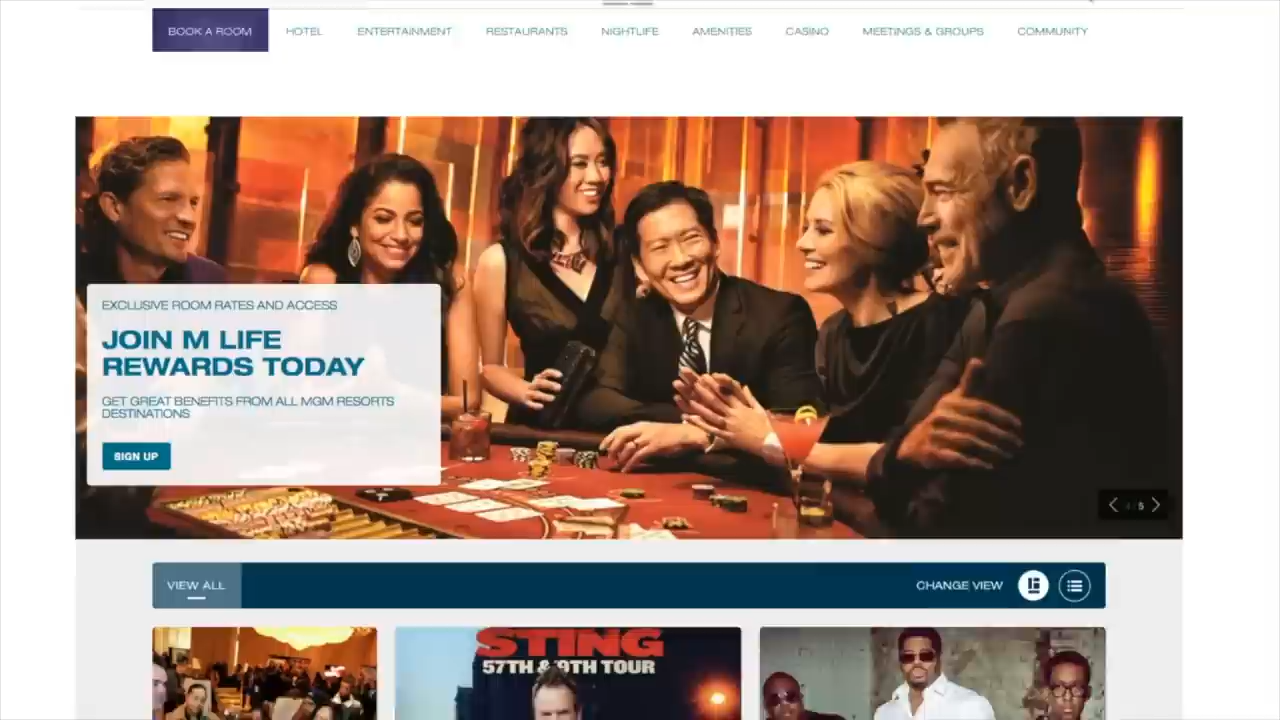 BOOK A ROOM
HOTEL
ENTERTAINMENT
RESTAURANTS
NIGHTLIFE
AMENITIES
CASINO
MEETINGS & GROUPS
COMMUNITY
EXCLUSIVE ROOM RATES AND ACCESS
JOIN M LIFE
REWARDS TODAY
GET GREAT BENEFITS FROM ALL MGM RESORTS
DESTINATIONS
SIGN UP
5
VIEW ALL
CHANGE VIEW
STING
57TH & 9TH TOUR